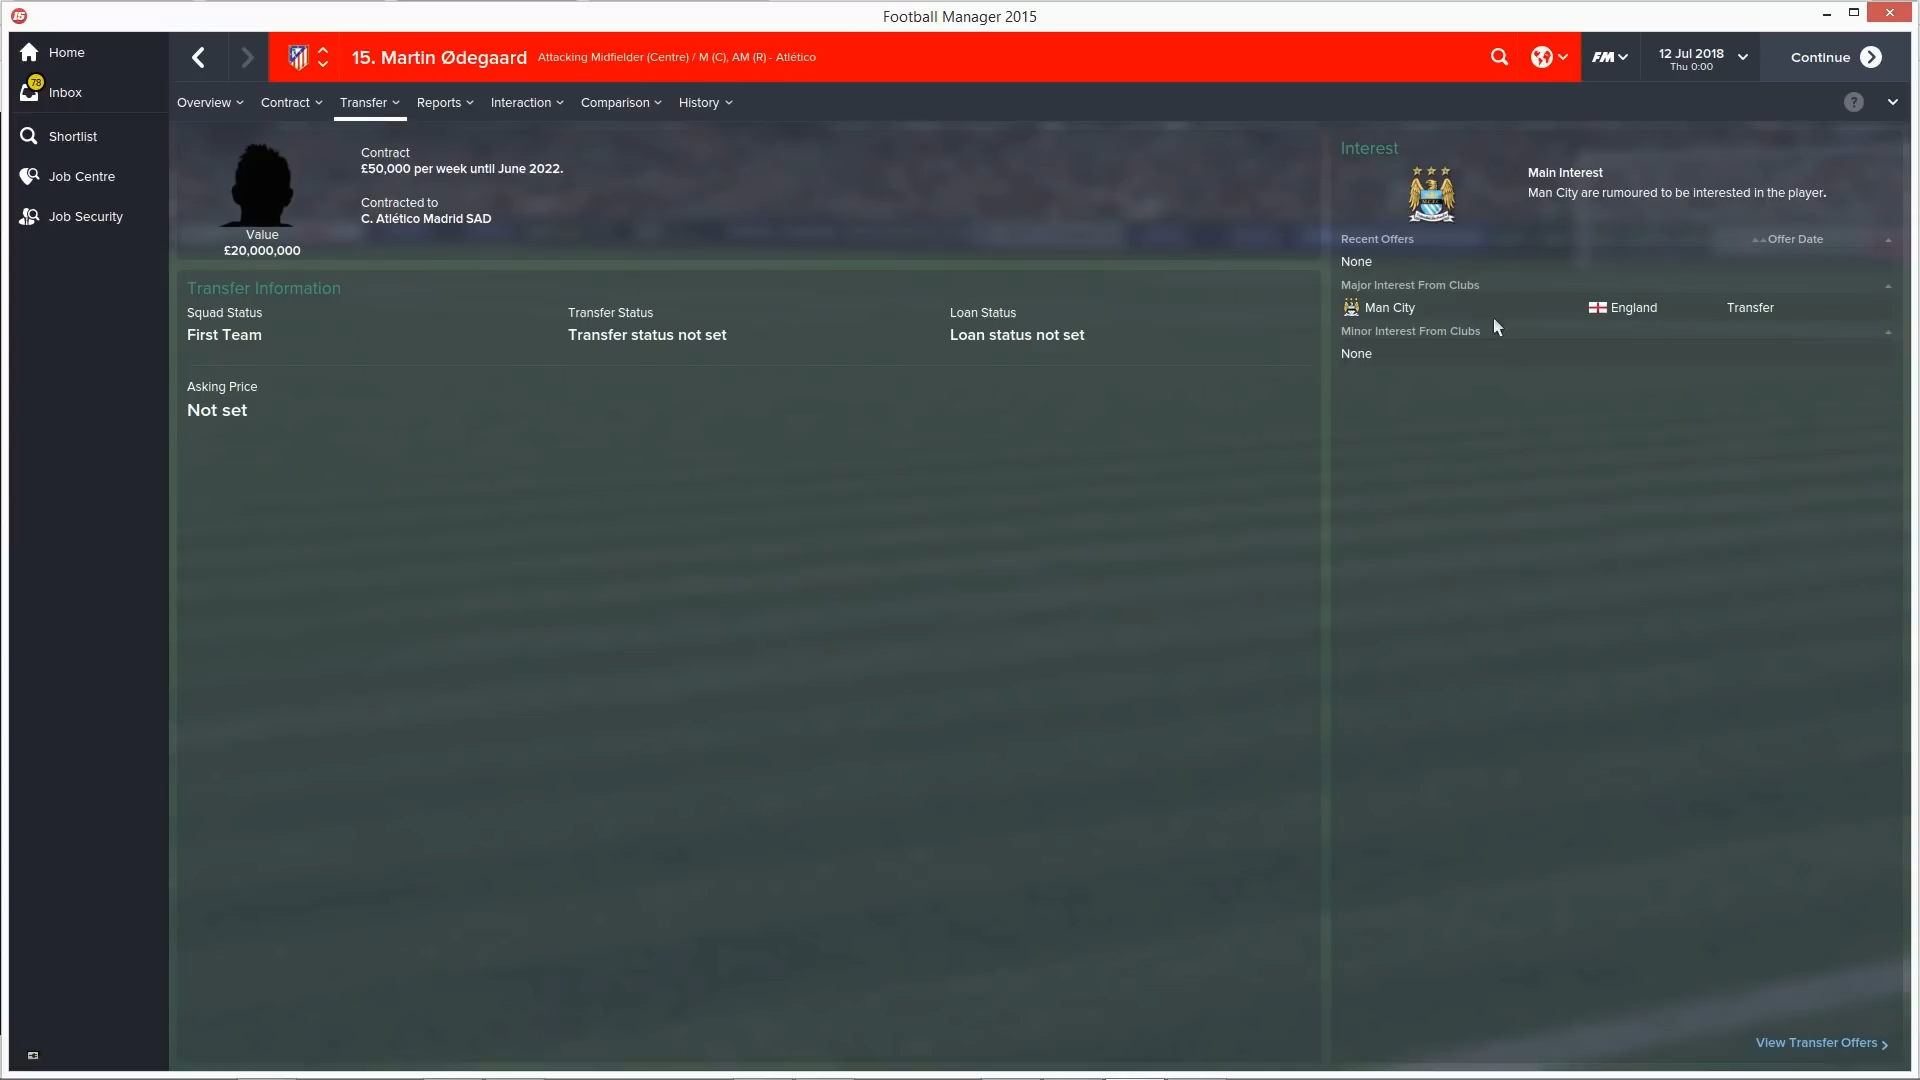 Football Manager 2015
Home
78
Inbox
Shortlist
Job Centre
Job Security
15. Martin Ødegaard Attacking Midfielder (Centre) / M (C), AM (R) - Atlético
FM
12 Jul 2018
Thu 0:00
Continue
Overview Contract Transfer Reports Interaction Comparison History
?
Contract
£50,000 per week until June 2022.
Contracted to
C. Atlético Madrid SAD
Value
£20,000,000
Transfer Information
Squad Status Transfer Status Loan Status
First Team Transfer status not set Loan status not set
Asking Price
Not set
Interest
Main Interest
Man City are rumoured to be interested in the player.
Recent Offers Offer Date
None
Major Interest From Clubs
Man City England Transfer
Minor Interest From Clubs
None
View Transfer Offers